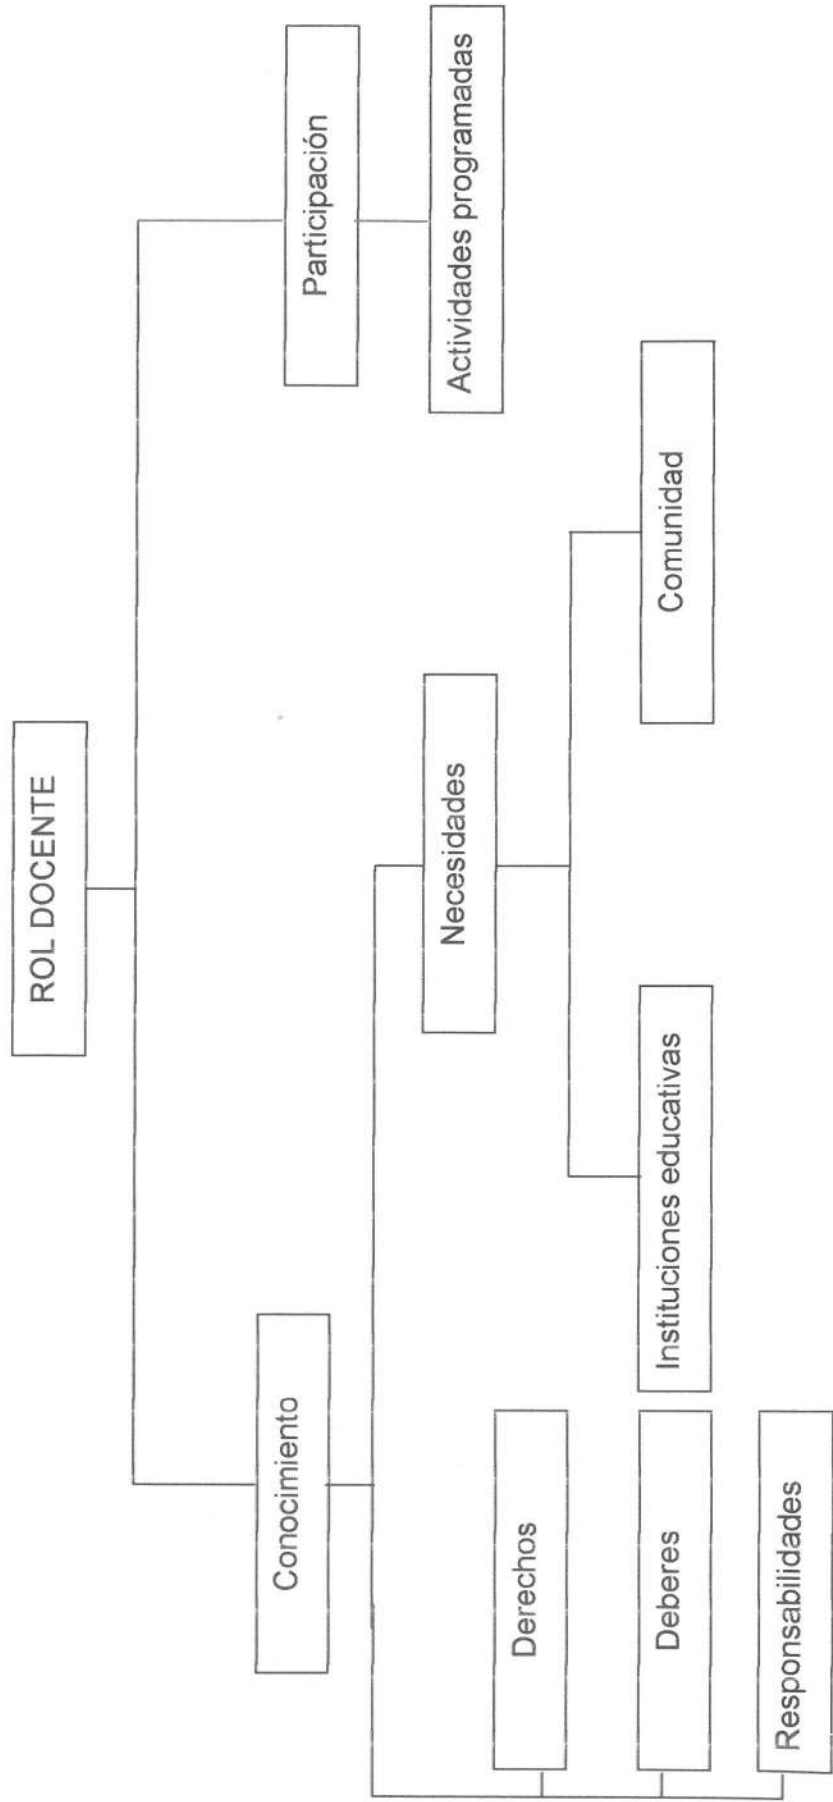 ROL DOCENTE
Conocimiento
Participación
Necesidades
Actividades programadas
Derechos
Deberes
Responsabilidades
Instituciones educativas
Comunidad